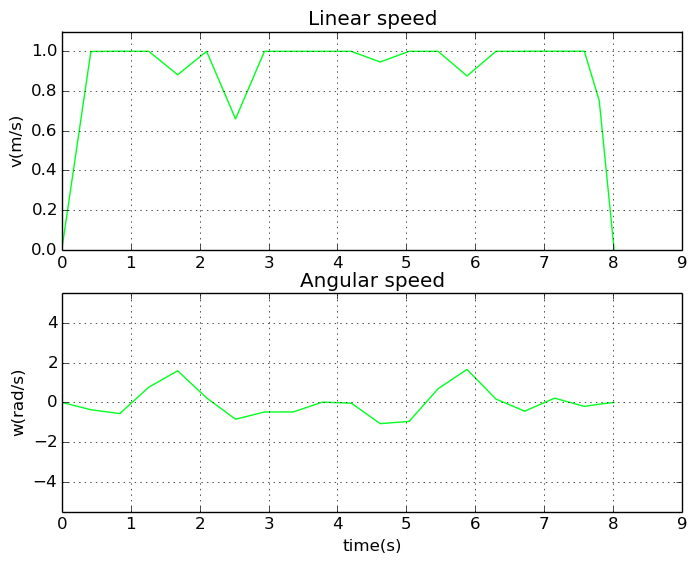 Linear speed
1.0
0.8
0.6
0.4
0.2
0.0
v(m/s)
0 1 2 3 4 5 6 7 8 9
Angular speed
4
2
0
−2
−4
w(rad/s)
0 1 2 3 4 5 6 7 8 9
time(s)